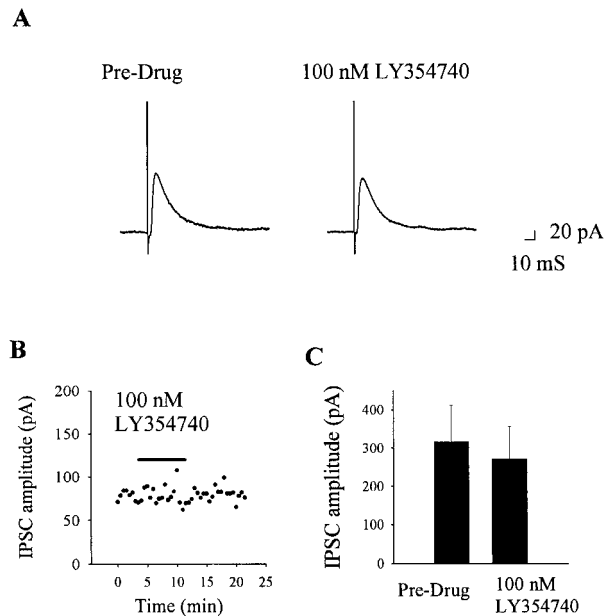 A
Pre-Drug
100 nM LY354740
20 pA
10 mS
B
IPSC amplitude (pA)
200
150
100
50
0
100 nM
LY354740
0
5
10
15
20
25
Time (min)
C
IPSC amplitude (pA)
400
300
200
100
0
Pre-Drug
100 nM
LY354740